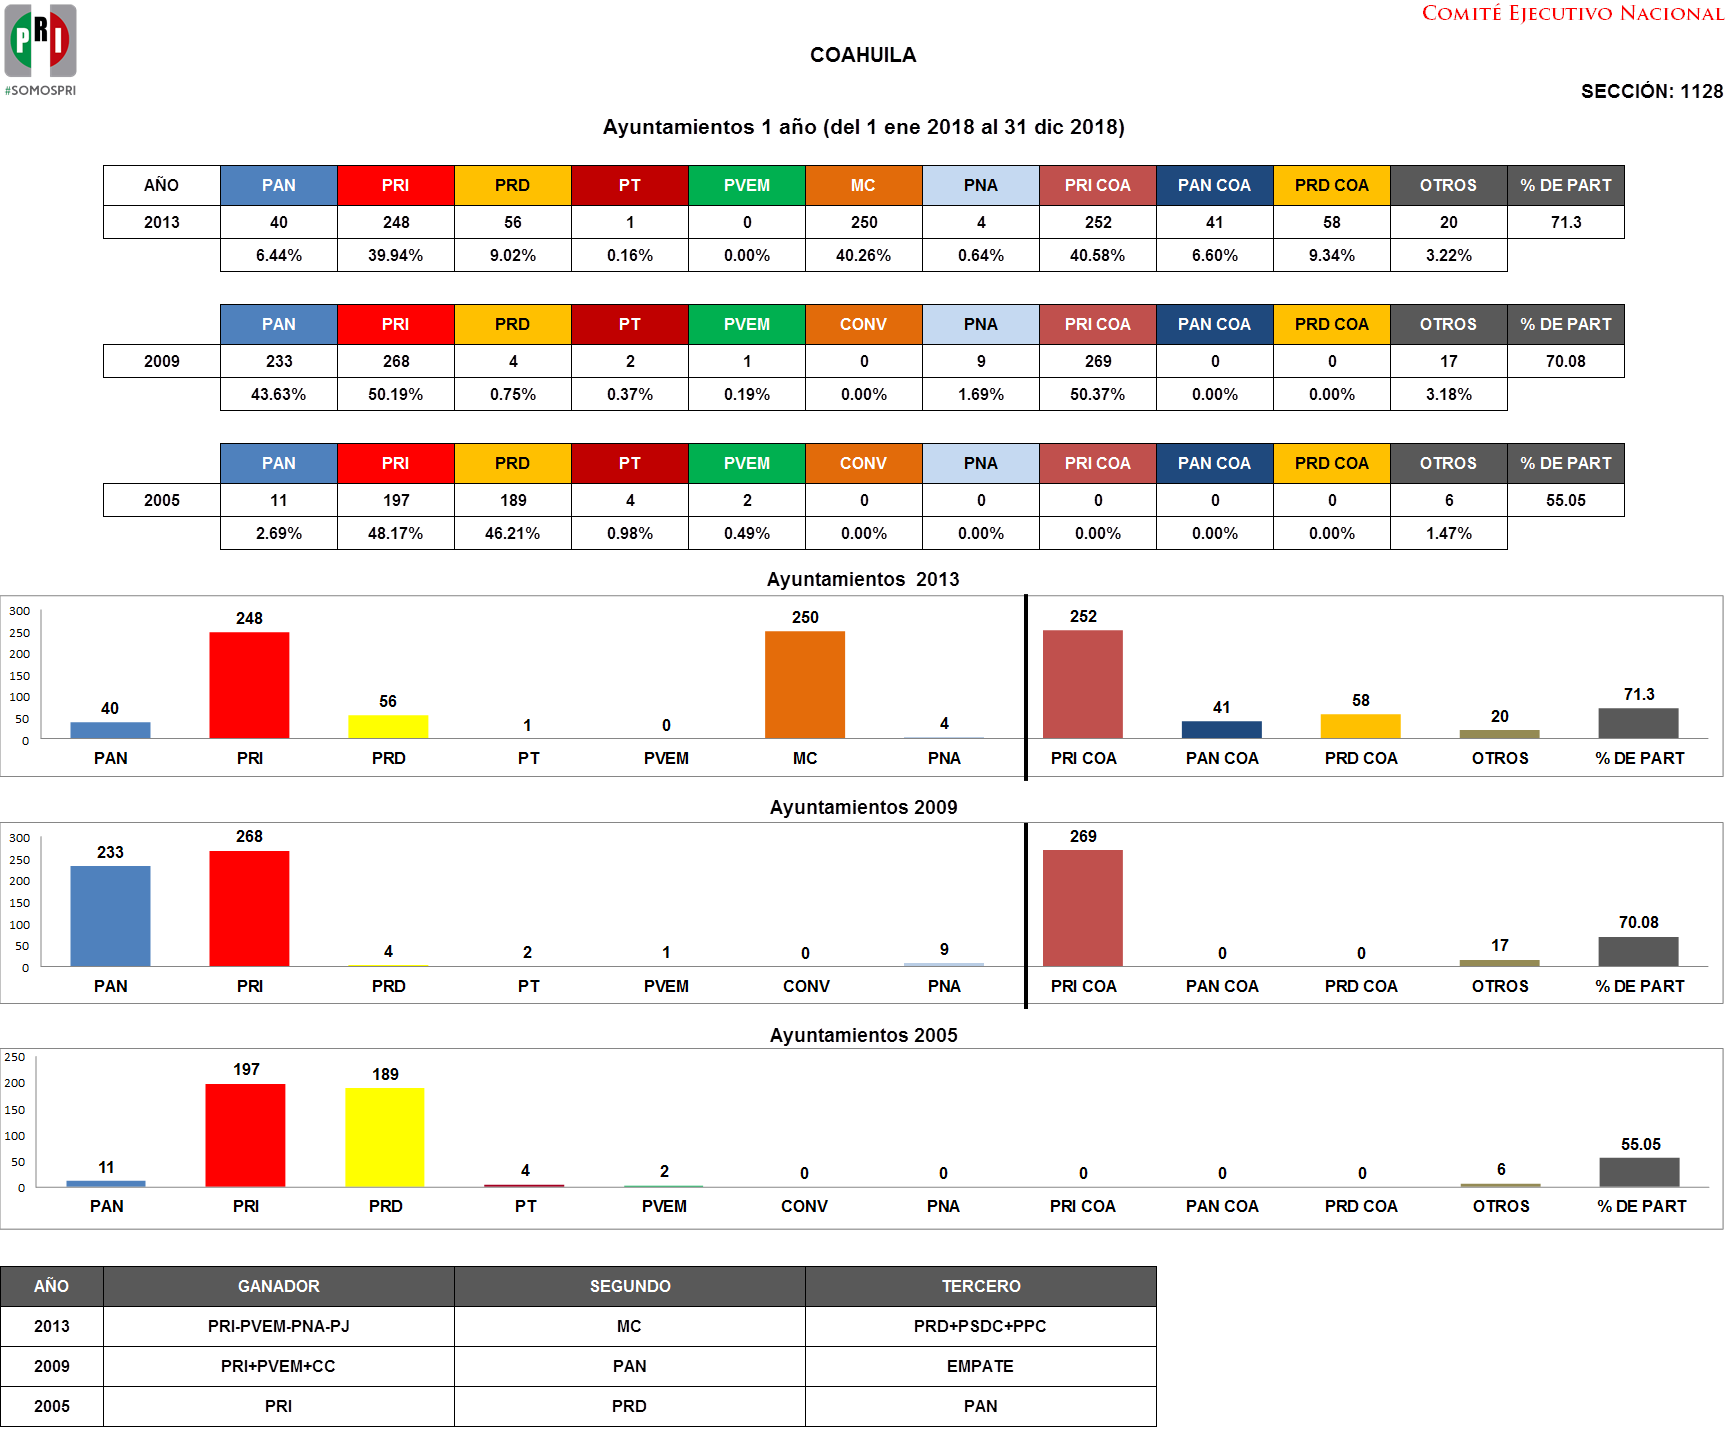 COMITÉ EJECUTIVO NACIONAL
PRI
#SOMOSPRI
COAHUILA
SECCIÓN: 1128
Ayuntamientos 1 año (del 1 ene 2018 al 31 dic 2018)
AÑO PAN PRI PRD PT PVEM MC PNA PRI COA PAN COA PRD COA OTROS % DE PART
2013 40 248 56 1 0 250 4 252 41 58 20 71.3
6.44% 39.94% 9.02% 0.16% 0.00% 40.26% 0.64% 40.58% 6.60% 9.34% 3.22%
PAN PRI PRD PT PVEM CONV PNA PRI COA PAN COA PRD COA OTROS % DE PART
2009 233 268 4 2 1 0 9 269 0 0 17 70.08
43.63% 50.19% 0.75% 0.37% 0.19% 0.00% 1.69% 50.37% 0.00% 0.00% 3.18%
PAN PRI PRD PT PVEM CONV PNA PRI COA PAN COA PRD COA OTROS % DE PART
2005 11 197 189 4 2 0 0 0 0 0 6 55.05
2.69% 48.17% 46.21% 0.98% 0.49% 0.00% 0.00% 0.00% 0.00% 0.00% 1.47%
Ayuntamientos 2013
300
250
200
150
100
50
0
40 248 56 1 0 250 4 252 41 58 20 71.3
PAN PRI PRD PT PVEM MC PNA PRI COA PAN COA PRD COA OTROS % DE PART
Ayuntamientos 2009
300
250
200
150
100
50
0
233 268 4 2 1 0 9 269 0 0 17 70.08
PAN PRI PRD PT PVEM CONV PNA PRI COA PAN COA PRD COA OTROS % DE PART
Ayuntamientos 2005
250
200
150
100
50
0
11 197 189 4 2 0 0 0 0 0 6 55.05
PAN PRI PRD PT PVEM CONV PNA PRI COA PAN COA PRD COA OTROS % DE PART
AÑO GANADOR SEGUNDO TERCERO
2013 PRI-PVEM-PNA-PJ MC PRD+PSDC+PPC
2009 PRI+PVEM+CC PAN EMPATE
2005 PRI PRD PAN